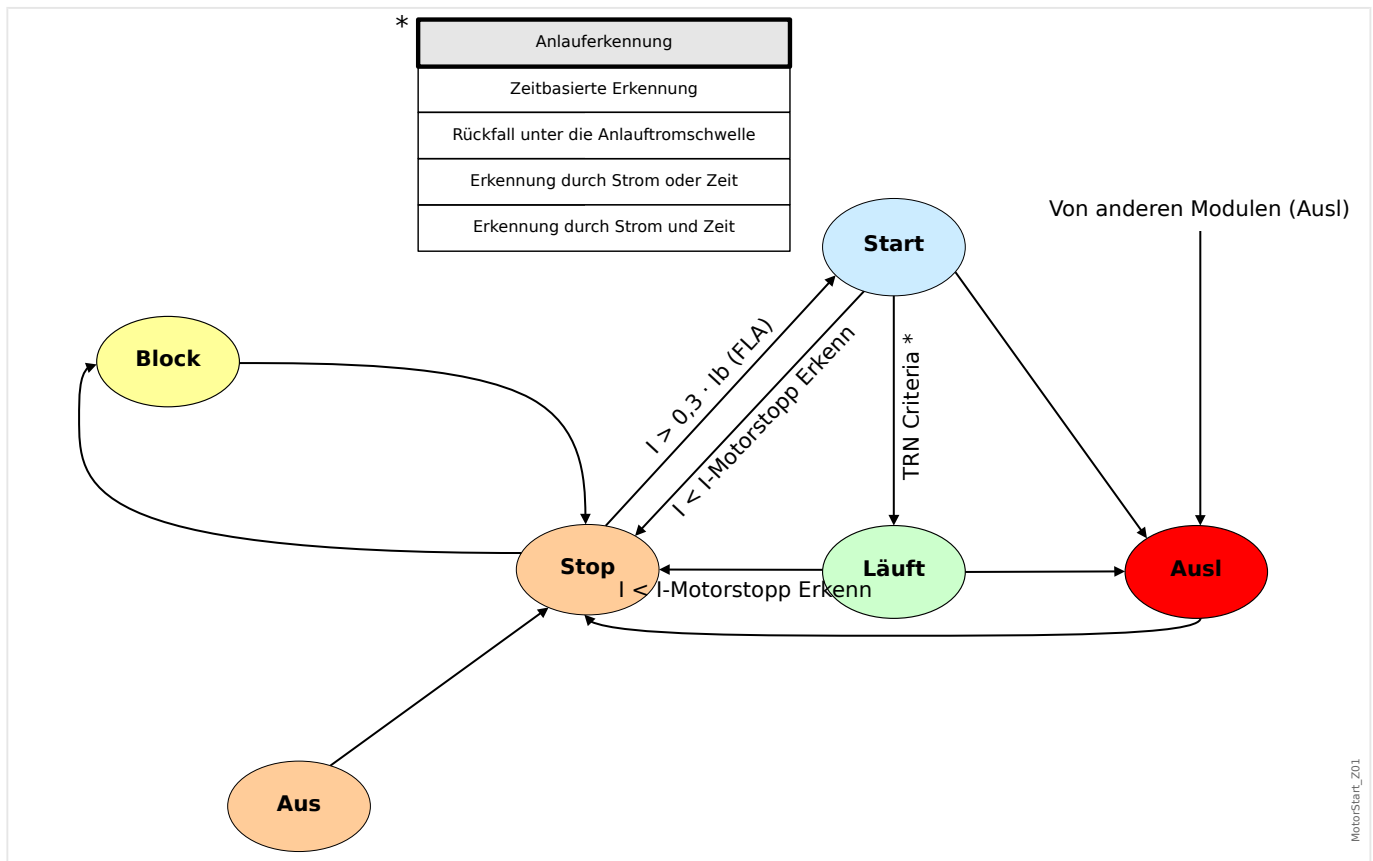 *
Anlauferkennung
Zeitbasierte Erkennung
Rückfall unter die Anlauftromschwelle
Erkennung durch Strom oder Zeit
Erkennung durch Strom und Zeit
Von anderen Modulen (Ausl)
Start
Block
I > 0,3 · Ib (FLA)
I < I-Motorstopp Erkenn
TRN Criteria *
Stop
Läuft
Ausl
I < I-Motorstopp Erkenn
Aus
MotorStart_Z01